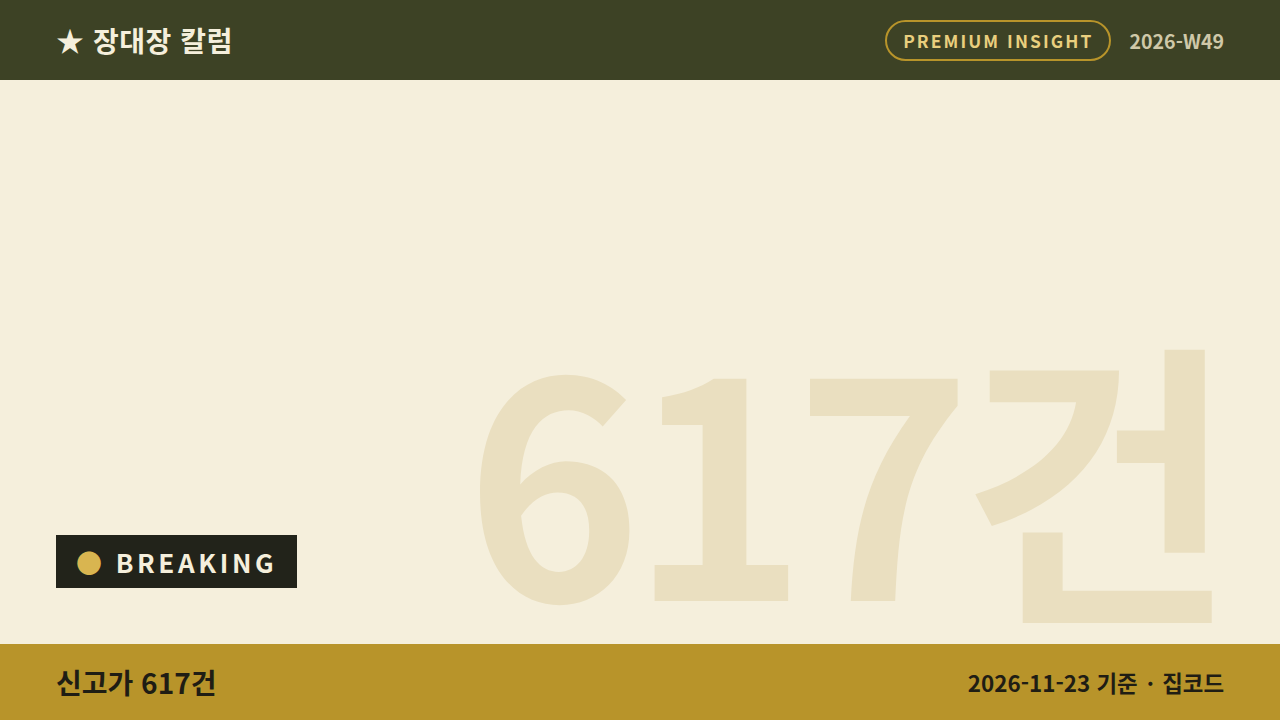 ★ 장대장 칼럼
PREMIUM INSIGHT
2026-W49
617건
BREAKING
신고가 617건
2026-11-23 기준 · 집코드